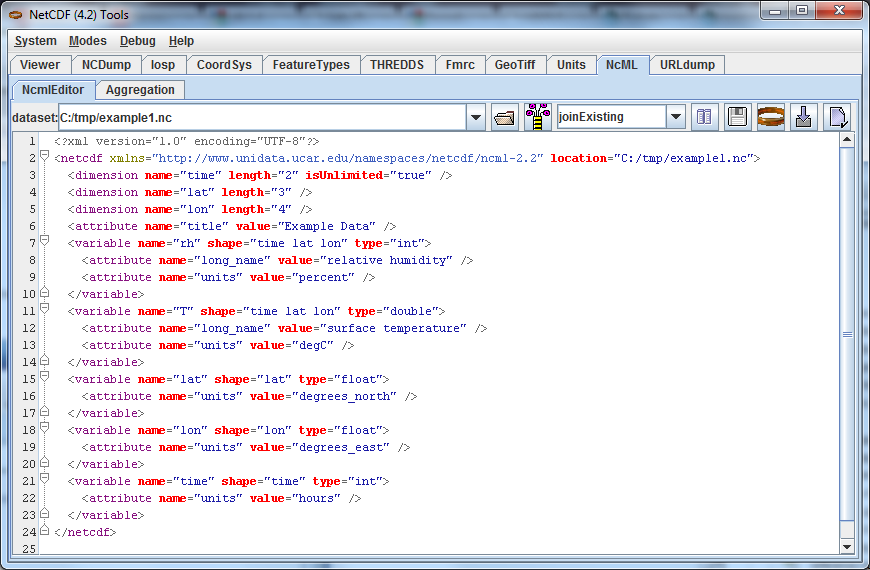 NetCDF (4.2) Tools
System Modes Debug Help
Viewer NCDump Iosp CoordSys FeatureTypes THREDDS Fmrc GeoTiff Units NcML URLdump
NcmlEditor Aggregation
dataset: C:/tmp/example1.nc joinExisting
1 <?xml version="1.0" encoding="UTF-8"?>
2 <netcdf xmlns="http://www.unidata.ucar.edu/namespaces/netcdf/ncml-2.2" location="C:/tmp/example1.nc">
3 <dimension name="time" length="2" isUnlimited="true" />
4 <dimension name="lat" length="3" />
5 <dimension name="lon" length="4" />
6 <attribute name="title" value="Example Data" />
7 <variable name="rh" shape="time lat lon" type="int">
8 <attribute name="long_name" value="relative humidity" />
9 <attribute name="units" value="percent" />
10 </variable>
11 <variable name="T" shape="time lat lon" type="double">
12 <attribute name="long_name" value="surface temperature" />
13 <attribute name="units" value="degC" />
14 </variable>
15 <variable name="lat" shape="lat" type="float">
16 <attribute name="units" value="degrees_north" />
17 </variable>
18 <variable name="lon" shape="lon" type="float">
19 <attribute name="units" value="degrees_east" />
20 </variable>
21 <variable name="time" shape="time" type="int">
22 <attribute name="units" value="hours" />
23 </variable>
24 </netcdf>
25